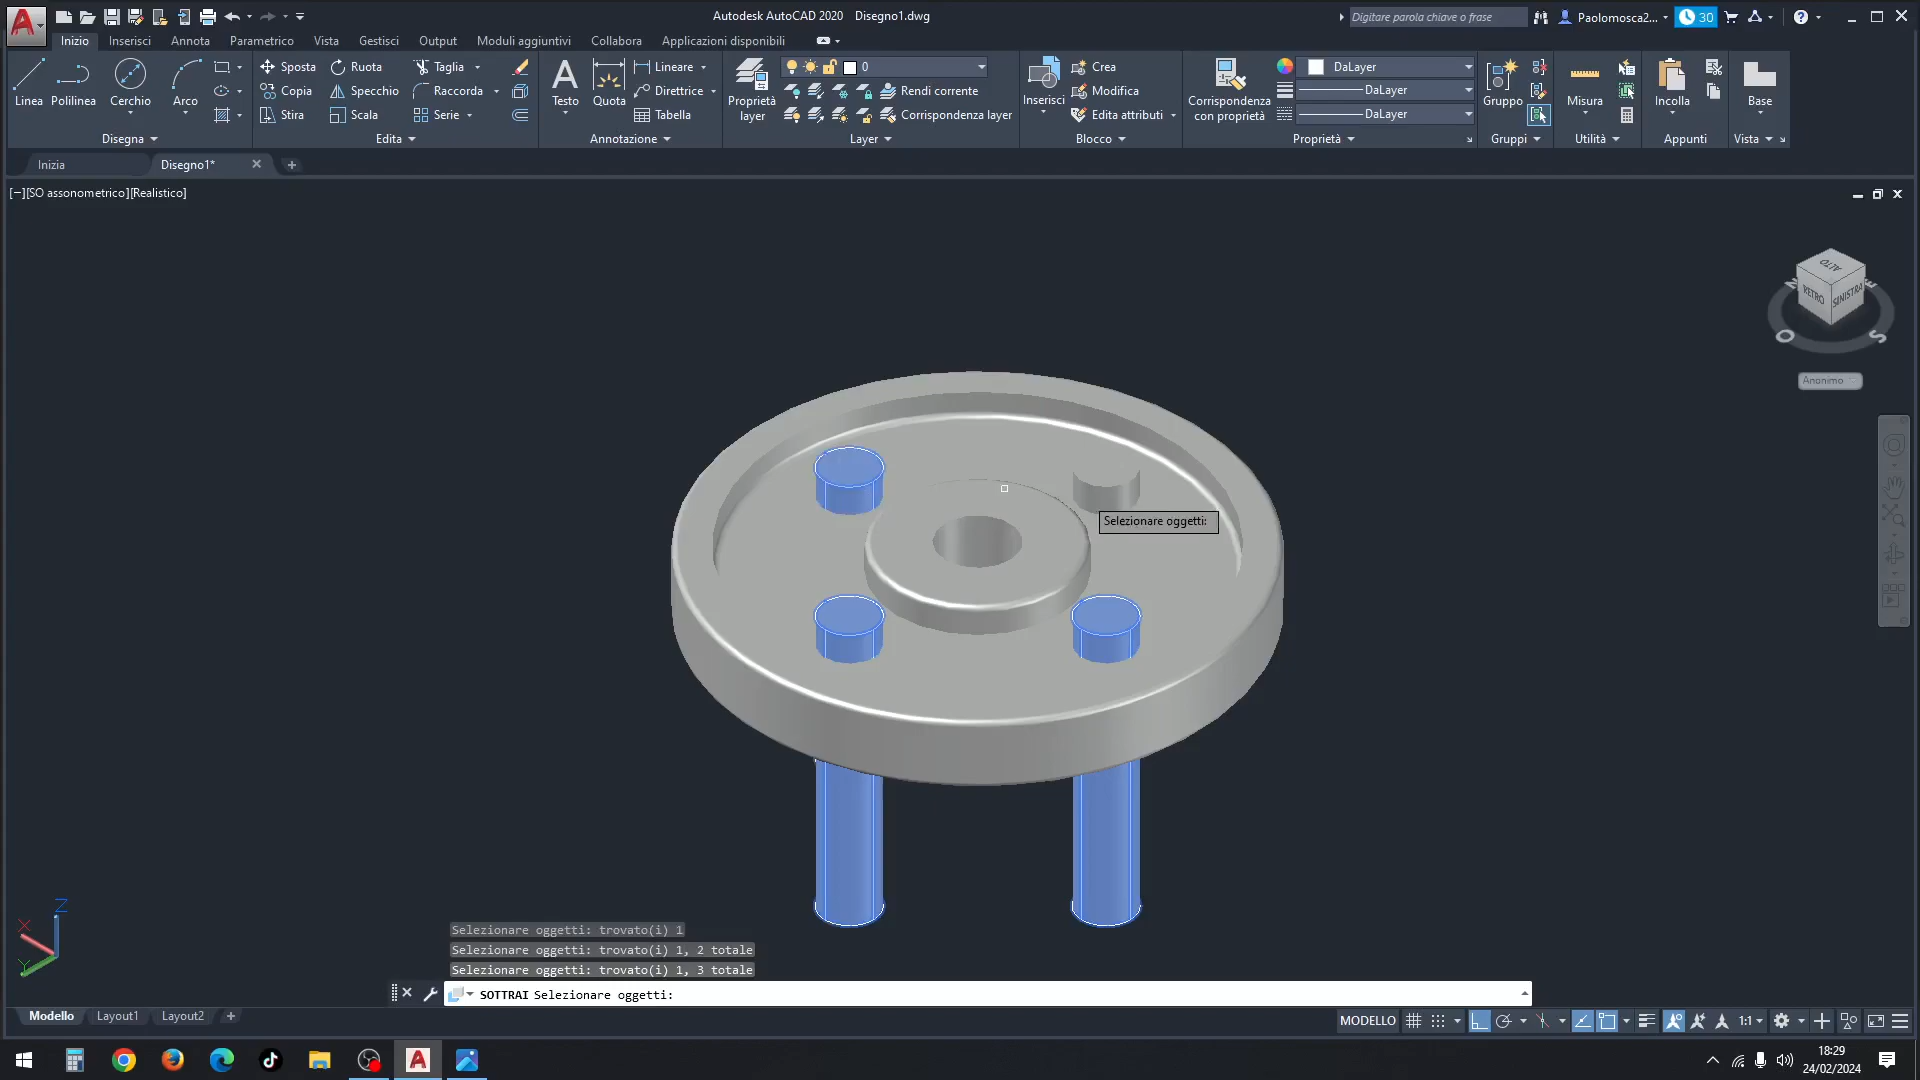 Autodesk AutoCAD 2020 Disegno1.dwg
Digitare parola chiave o frase
Paolomosca2...
30
Inizio Inserisci Annota Parametrico Vista Gestisci Output Moduli aggiuntivi Collabora Applicazioni disponibili
Linea Polilinea Cerchio Arco
Disegna
Sposta Ruota Taglia
Copia Specchio Raccorda
Stira Scala Serie
Edita
Testo Quota
Lineare
Direttrice
Tabella
Annotazione
Proprietà
layer
0
Rendi corrente
Corrispondenza layer
Layer
Inserisci
Crea
Modifica
Edita attributi
Blocco
Corrispondenza
con proprietà
DaLayer
DaLayer
DaLayer
Proprietà
Gruppo
Gruppi
Misura
Utilità
Incolla
Appunti
Base
Vista
Inizia Disegno1*
[−][SO assonometrico][Realistico]
ALTO
RETRO SINISTRA
O S
Anonimo
Selezionare oggetti:
Z
X
Y
Selezionare oggetti: trovato(i) 1
Selezionare oggetti: trovato(i) 1, 2 totale
Selezionare oggetti: trovato(i) 1, 3 totale
SOTTRAI Selezionare oggetti:
Modello Layout1 Layout2
MODELLO
1:1
18:29
24/02/2024